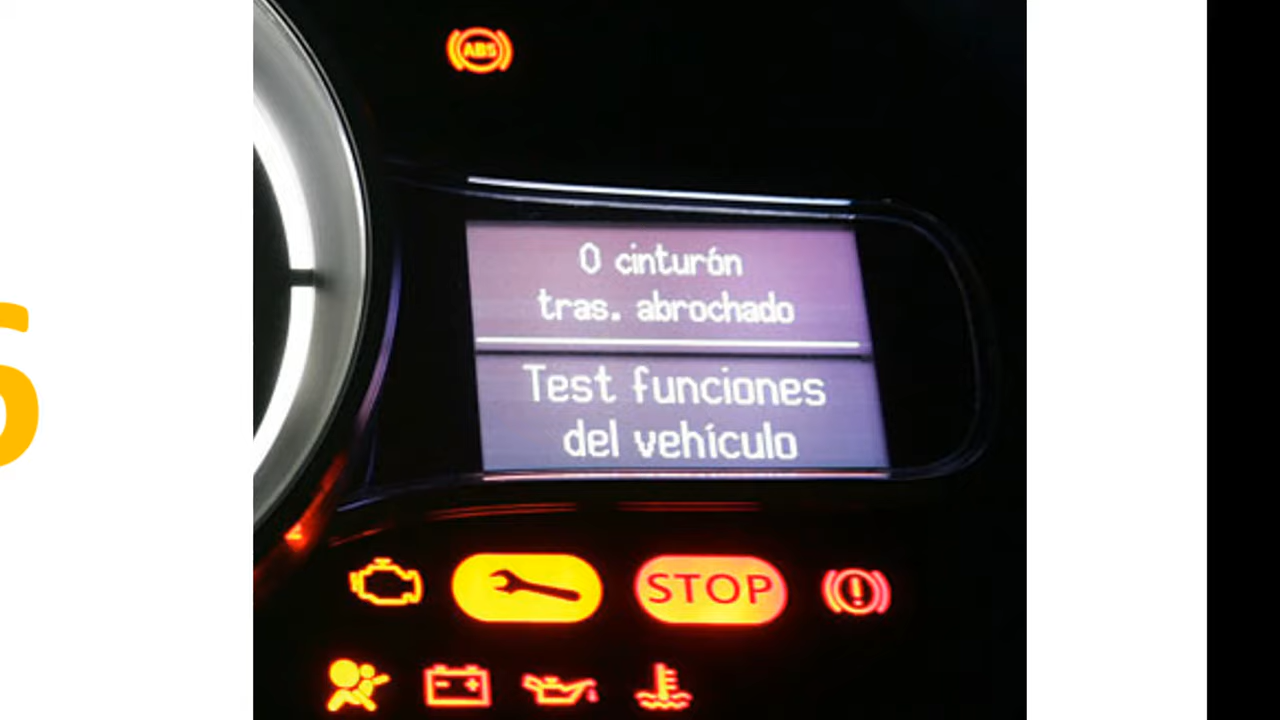 ABS
0 cinturón
tras. abrochado
Test funciones
del vehículo
STOP